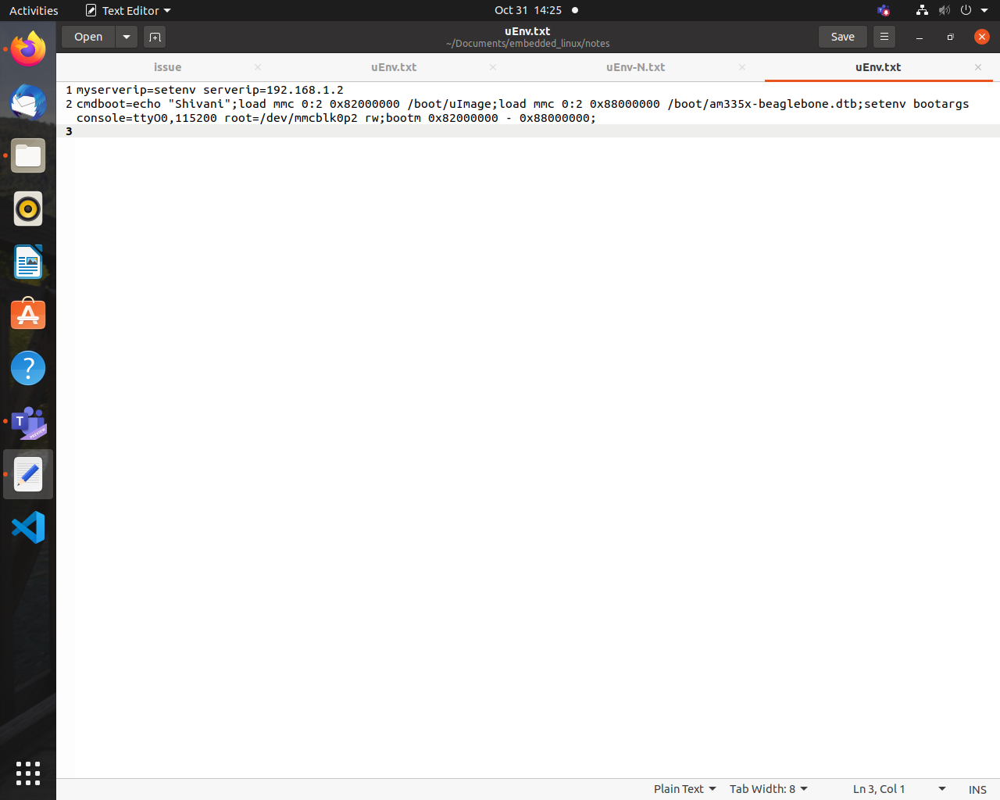 Activities Text Editor Oct 31 14:25
Open uEnv.txt Save
~/Documents/embedded_linux/notes
issue uEnv.txt uEnv-N.txt uEnv.txt
1 myserverip=setenv serverip=192.168.1.2
2 cmdboot=echo "Shivani";load mmc 0:2 0x82000000 /boot/uImage;load mmc 0:2 0x88000000 /boot/am335x-beaglebone.dtb;setenv bootargs
console=ttyO0,115200 root=/dev/mmcblk0p2 rw;bootm 0x82000000 - 0x88000000;
3
T
PREVIEW
Plain Text Tab Width: 8 Ln 3, Col 1 INS